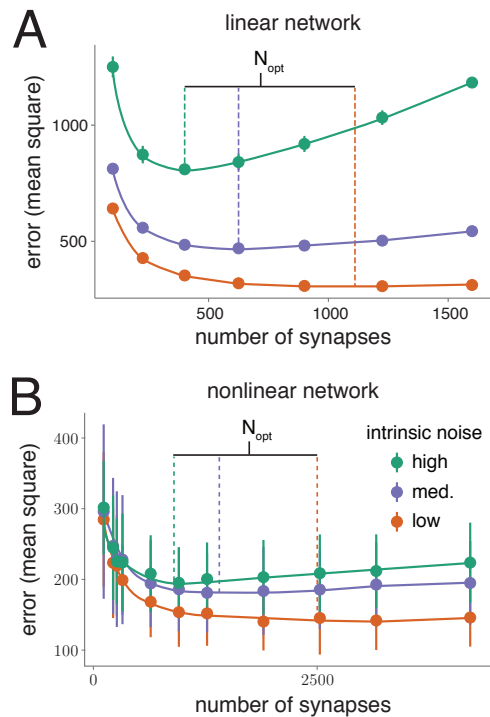 A
linear network
N_opt
error (mean square)
1000
500
500
1000
1500
number of synapses
B
nonlinear network
N_opt
intrinsic noise
high
med.
low
error (mean square)
400
300
200
100
0
2500
number of synapses